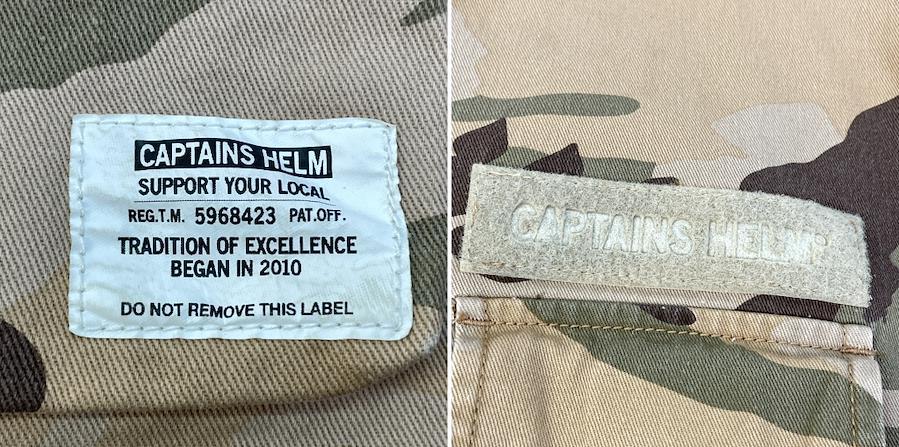 CAPTAINS HELM
SUPPORT YOUR LOCAL
REG.T.M. 5968423 PAT.OFF.
TRADITION OF EXCELLENCE
BEGAN IN 2010
DO NOT REMOVE THIS LABEL
CAPTAINS HELM